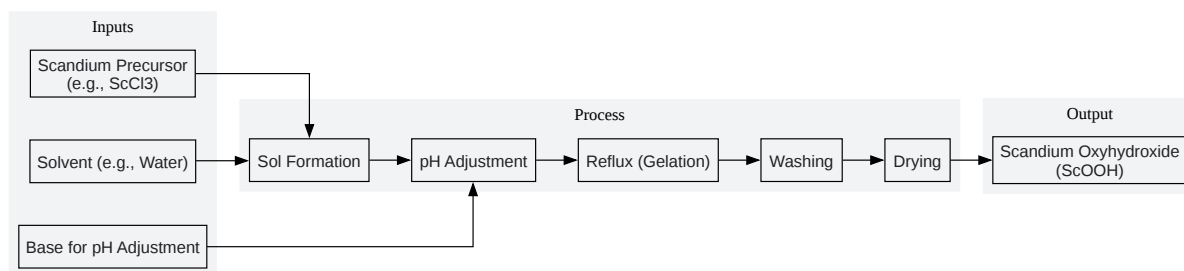 Inputs
Scandium Precursor
(e.g., ScCl3)
Solvent (e.g., Water)
Base for pH Adjustment
Process
Sol Formation
pH Adjustment
Reflux (Gelation)
Washing
Drying
Output
Scandium Oxyhydroxide
(ScOOH)